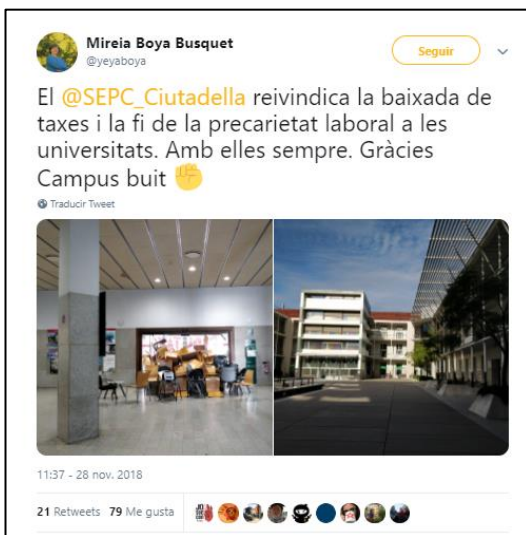 Mireia Boya Busquet
@yeyaboya
Seguir
El @SEPC_Ciutadella reivindica la baixada de
taxes i la fi de la precarietat laboral a les
universitats. Amb elles sempre. Gràcies
Campus buit ✊
Traducir Tweet
11:37 - 28 nov. 2018
21 Retweets 79 Me gusta